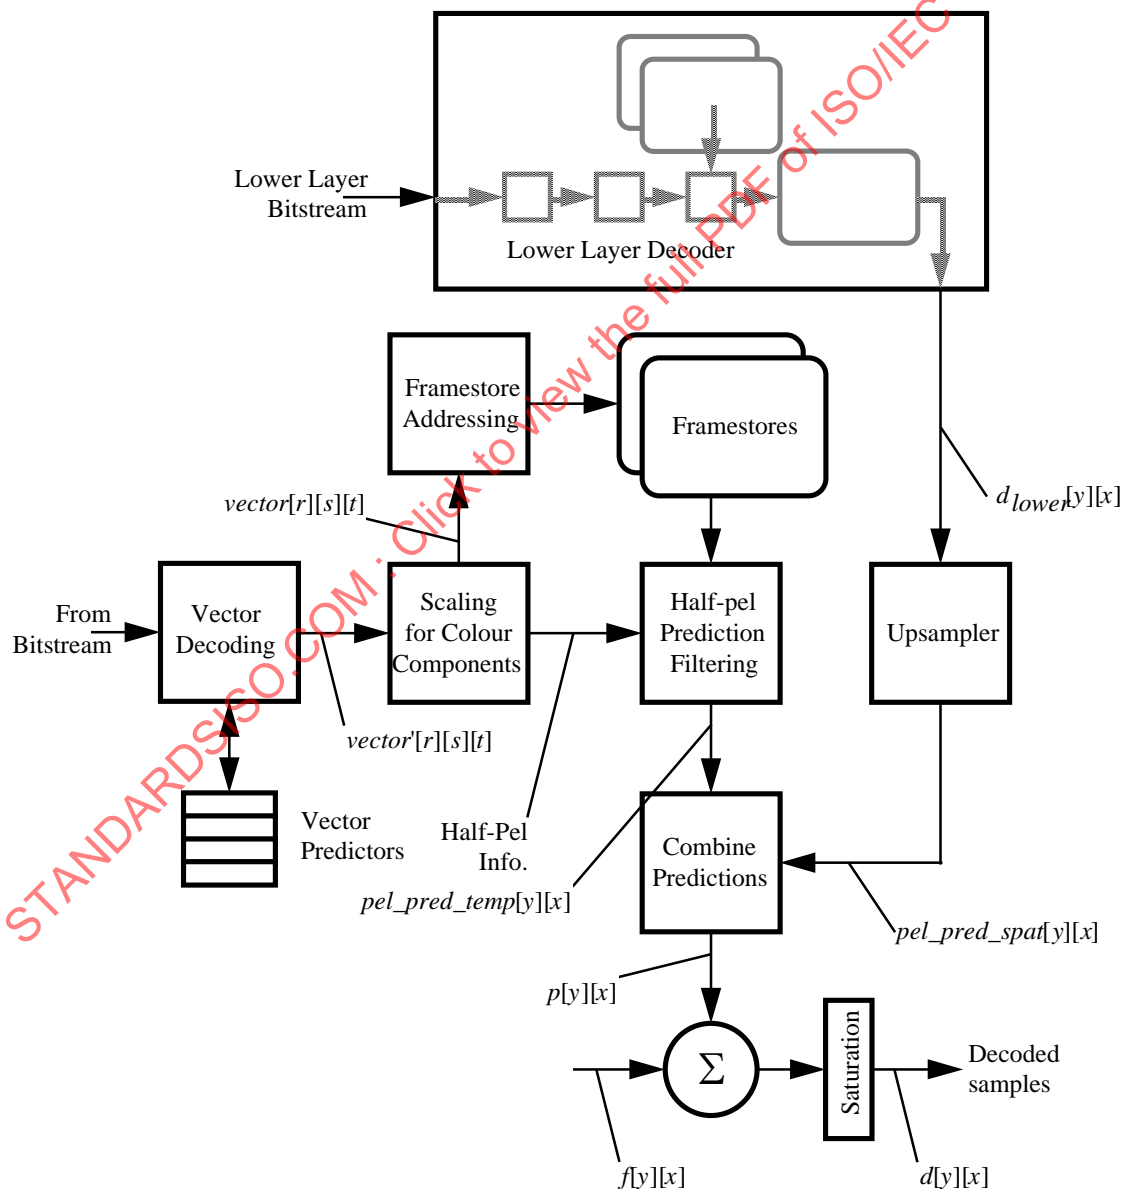 Lower Layer
Bitstream
Lower Layer Decoder
Framestore
Addressing
Framestores
vector[r][s][t]
d lower[y][x]
From
Bitstream
Vector
Decoding
Scaling
for Colour
Components
Half-pel
Prediction
Filtering
Upsampler
vector'[r][s][t]
Vector
Predictors
Half-Pel
Info.
Combine
Predictions
pel_pred_temp[y][x]
pel_pred_spat[y][x]
p[y][x]
Σ
Saturation
Decoded
samples
f[y][x]
d[y][x]
STANDARDSISO.COM : Click to view the full PDF of ISO/IEC